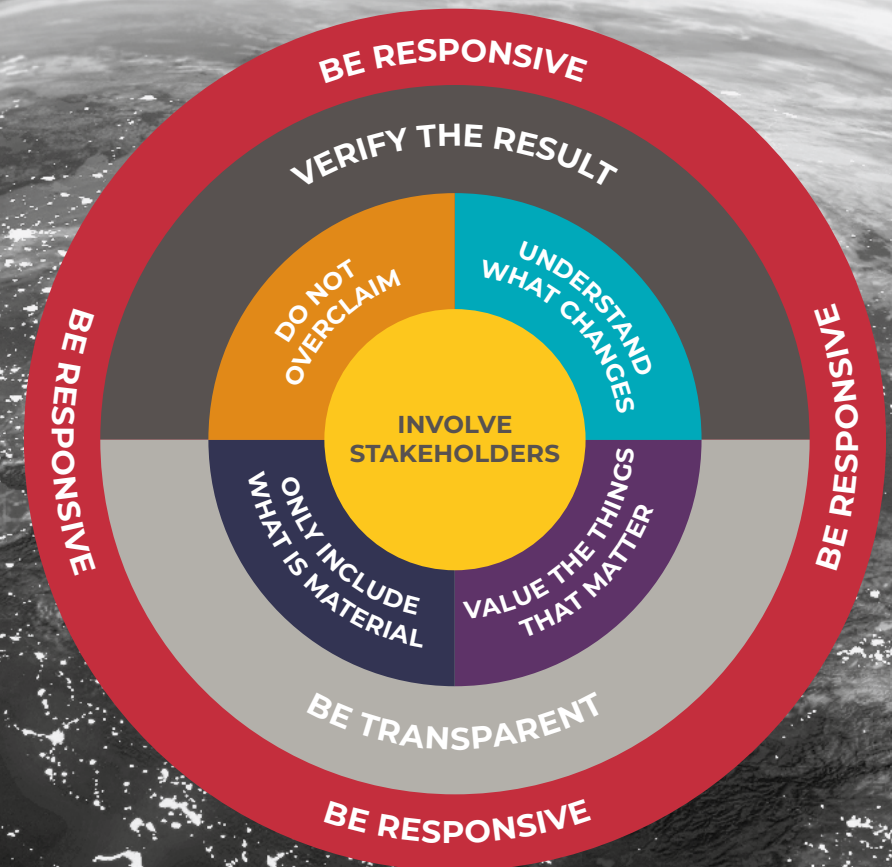 BE RESPONSIVE
VERIFY THE RESULT
DO NOT
OVERCLAIM
UNDERSTAND
WHAT CHANGES
BE RESPONSIVE
INVOLVE
STAKEHOLDERS
BE RESPONSIVE
ONLY INCLUDE
WHAT IS MATERIAL
VALUE THE THINGS
THAT MATTER
BE TRANSPARENT
BE RESPONSIVE